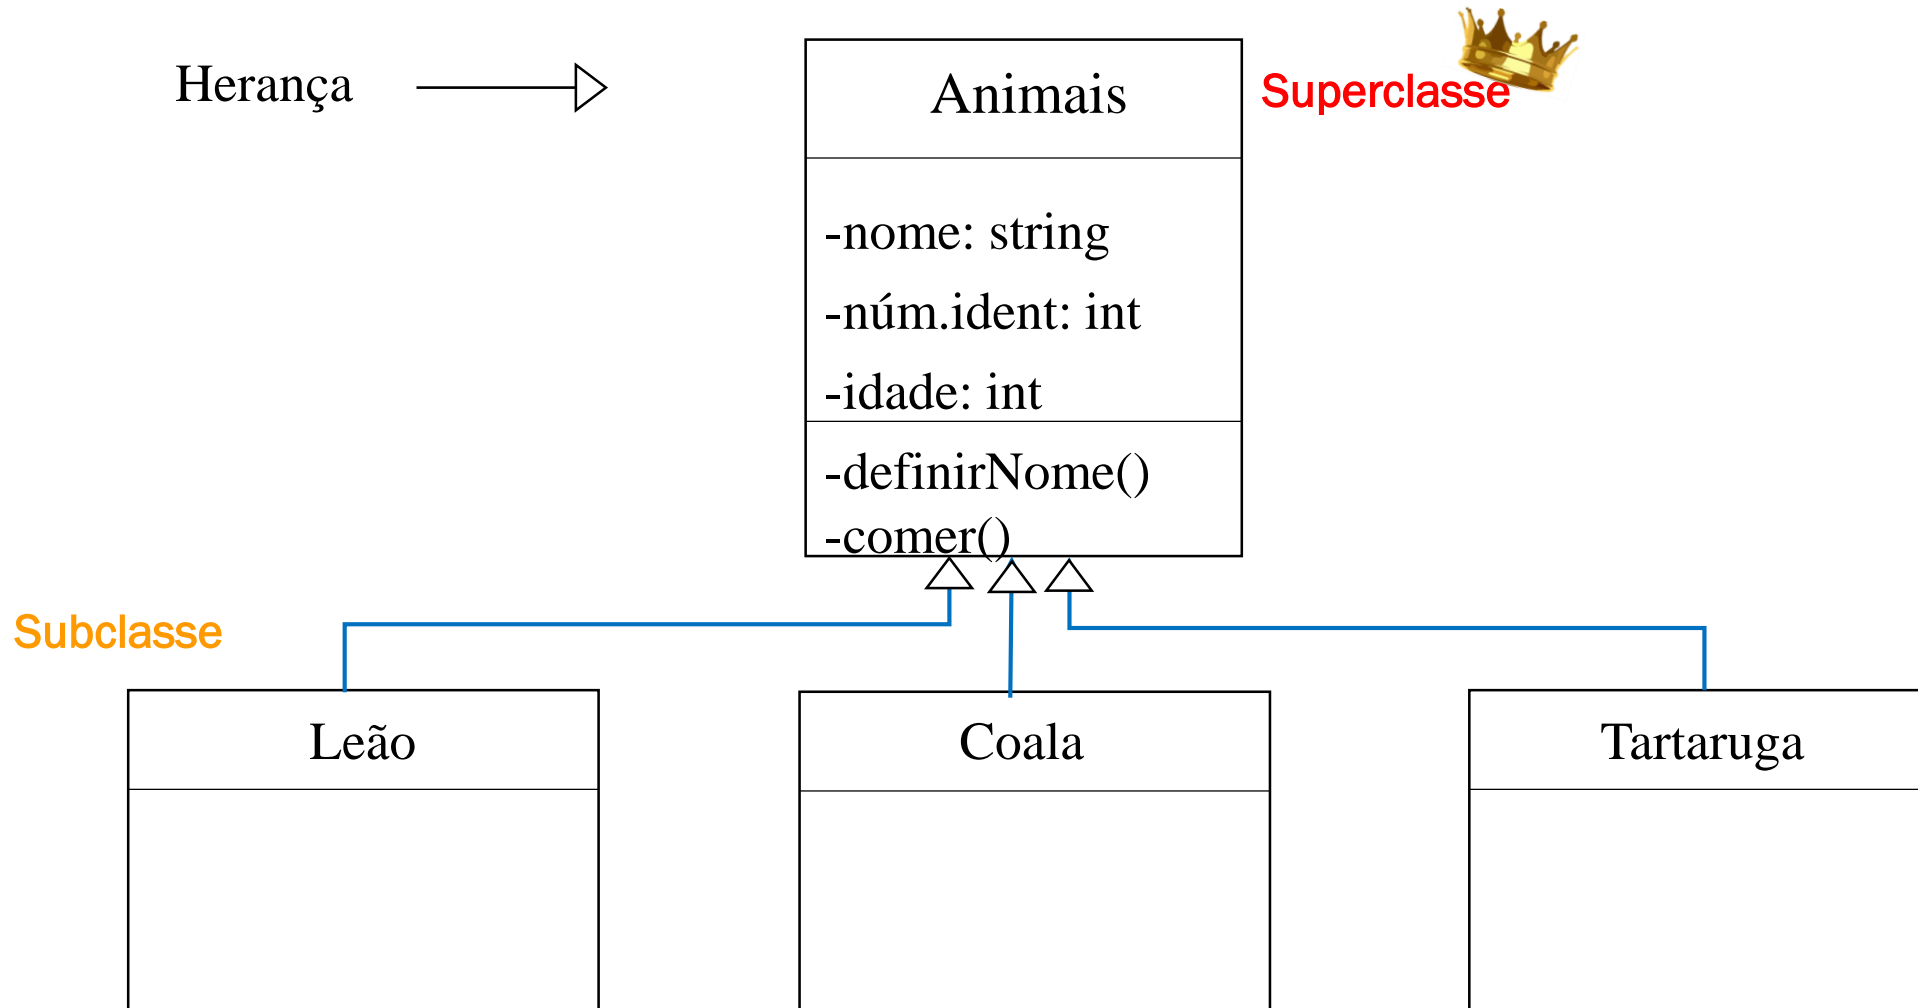 Herança
Animais
Superclasse
-nome: string
-núm.ident: int
-idade: int
-definirNome()
-comer()
Subclasse
Leão
Coala
Tartaruga